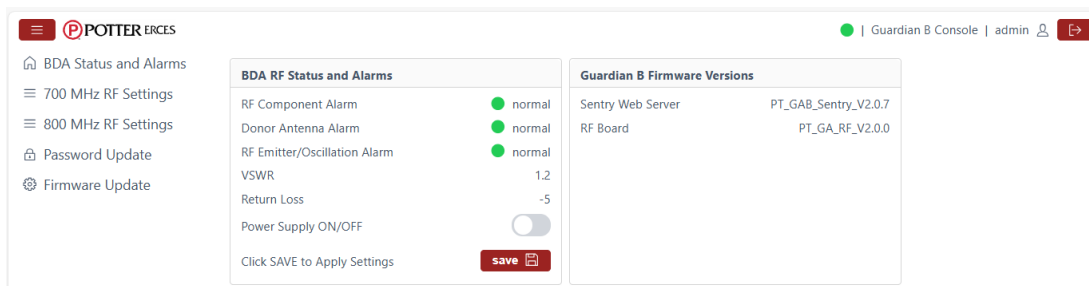 POTTER ERCES
| Guardian B Console | admin
BDA Status and Alarms
700 MHz RF Settings
800 MHz RF Settings
Password Update
Firmware Update
BDA RF Status and Alarms
RF Component Alarm normal
Donor Antenna Alarm normal
RF Emitter/Oscillation Alarm normal
VSWR 1.2
Return Loss -5
Power Supply ON/OFF
Click SAVE to Apply Settings save
Guardian B Firmware Versions
Sentry Web Server PT_GAB_Sentry_V2.0.7
RF Board PT_GA_RF_V2.0.0